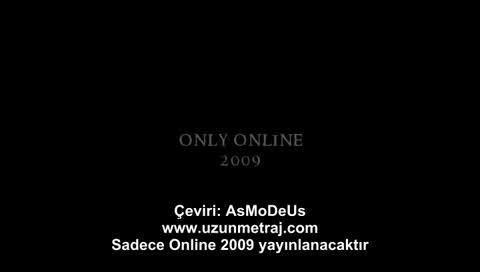 ONLY ONLINE
2009
Çeviri: AsMoDeUs
www.uzunmetraj.com
Sadece Online 2009 yayınlanacaktır